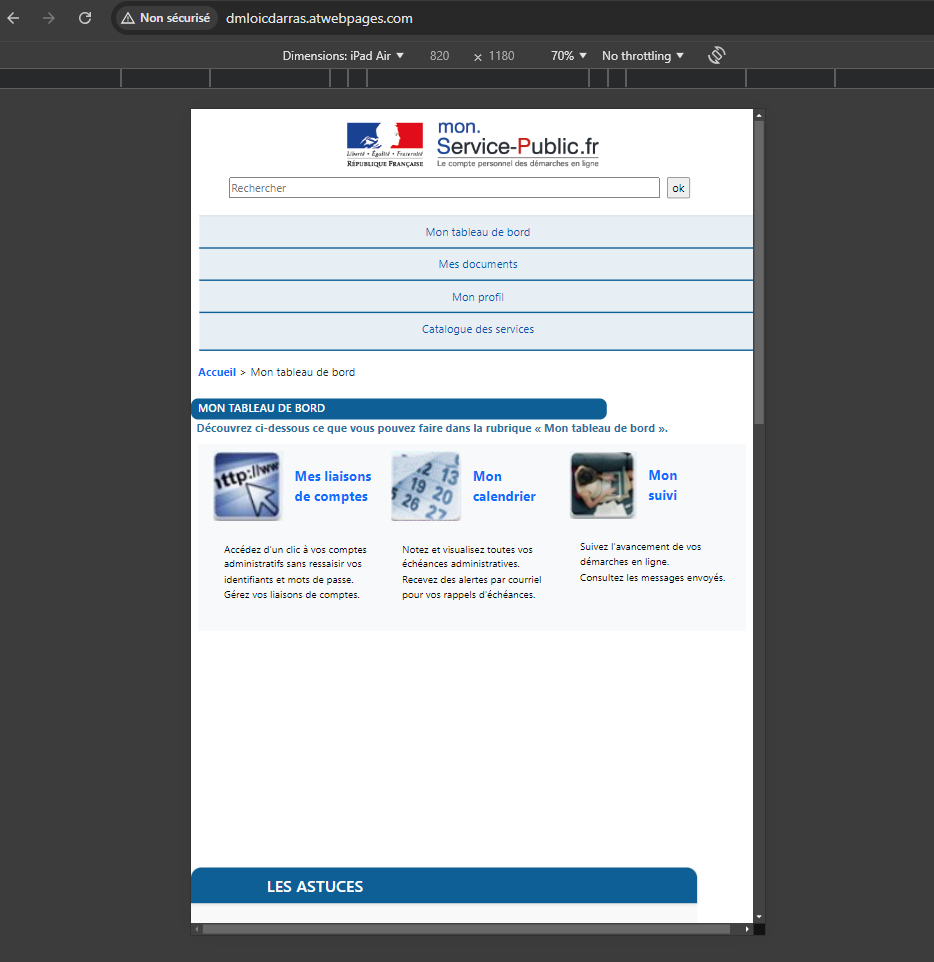 Non sécurisé dmloicdarras.atwebpages.com
Dimensions: iPad Air 820 × 1180 70% No throttling
mon.
Service-Public.fr
Liberté • Égalité • Fraternité
RÉPUBLIQUE FRANÇAISE
Le compte personnel des démarches en ligne
Rechercher ok
Mon tableau de bord
Mes documents
Mon profil
Catalogue des services
Accueil > Mon tableau de bord
MON TABLEAU DE BORD
Découvrez ci-dessous ce que vous pouvez faire dans la rubrique « Mon tableau de bord ».
http://ww
Mes liaisons
de comptes
Accédez d'un clic à vos comptes
administratifs sans ressaisir vos
identifiants et mots de passe.
Gérez vos liaisons de comptes.
12 13
19 20
26 27
Mon
calendrier
Notez et visualisez toutes vos
échéances administratives.
Recevez des alertes par courriel
pour vos rappels d'échéances.
Mon
suivi
Suivez l'avancement de vos
démarches en ligne.
Consultez les messages envoyés.
LES ASTUCES